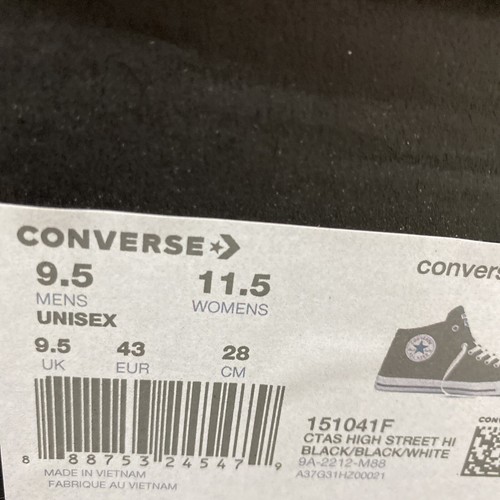 CONVERSE
9.5 11.5
MENS WOMENS
UNISEX
9.5 43 28
UK EUR CM
8 88753 24547 9
MADE IN VIETNAM
FABRIQUE AU VIETNAM
151041F
CTAS HIGH STREET HI
BLACK/BLACK/WHITE
9A-2212-M88
A37G31HZ00021